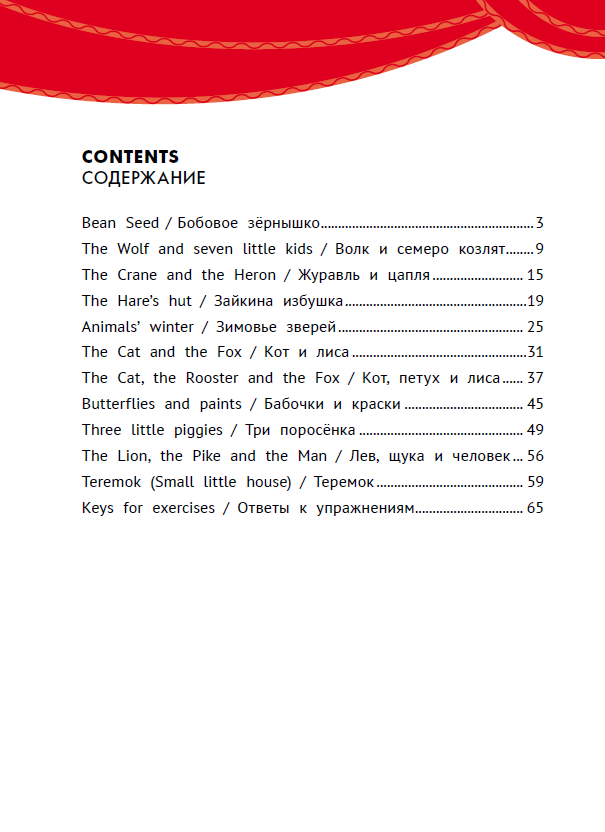 CONTENTS
СОДЕРЖАНИЕ
Bean Seed / Бобовое зёрнышко.....................................................3
The Wolf and seven little kids / Волк и семеро козлят.......9
The Crane and the Heron / Журавль и цапля....................... 15
The Hare’s hut / Зайкина избушка..............................................19
Animals’ winter / Зимовье зверей............................................... 25
The Cat and the Fox / Кот и лиса............................................31
The Cat, the Rooster and the Fox / Кот, петух и лиса...... 37
Butterflies and paints / Бабочки и краски.............................. 45
Three little piggies / Три поросёнка.......................................... 49
The Lion, the Pike and the Man / Лев, щука и человек... 56
Teremok (Small little house) / Теремок..................................... 59
Keys for exercises / Ответы к упражнениям........................... 65